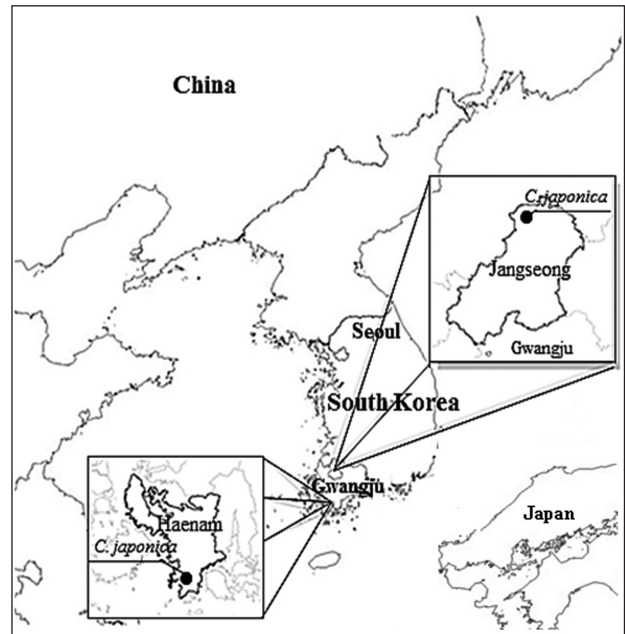 China
C. japonica
Jangseong
Gwangju
Seoul
South Korea
Gwangju
Haenam
C. japonica
Japan